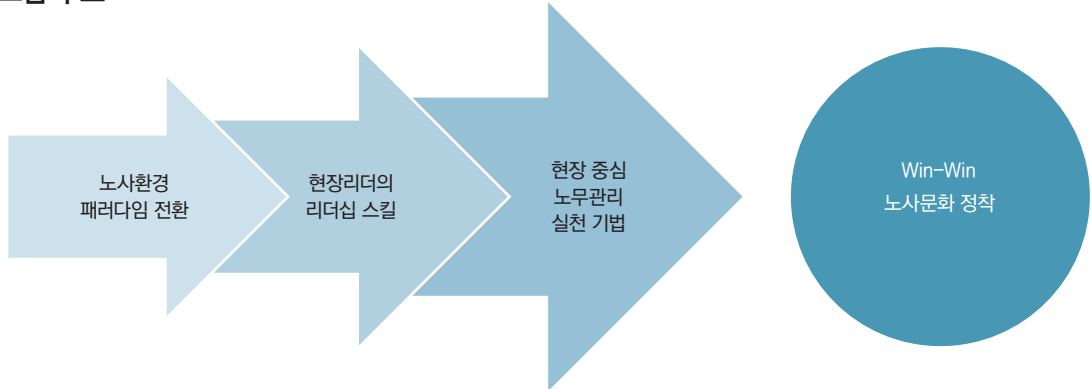 노사환경
패러다임 전환
현장리더의
리더십 스킬
현장 중심
노무관리
실천 기법
Win-Win
노사문화 정착